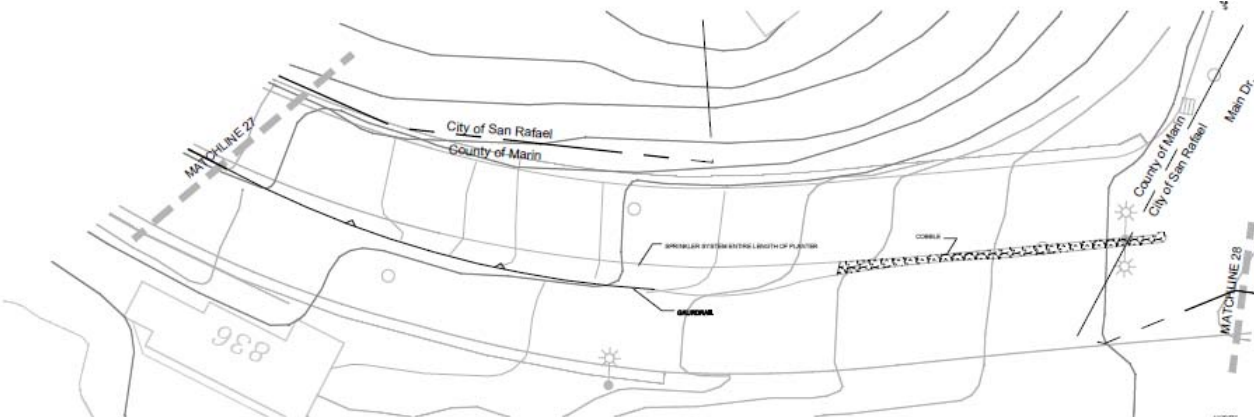 MATCHLINE 27
City of San Rafael
County of Marin
SPRINKLER SYSTEM ENTIRE LENGTH OF PLANTER
COBBLE
836
County of Marin
City of San Rafael
Main Dr.
MATCHLINE 28